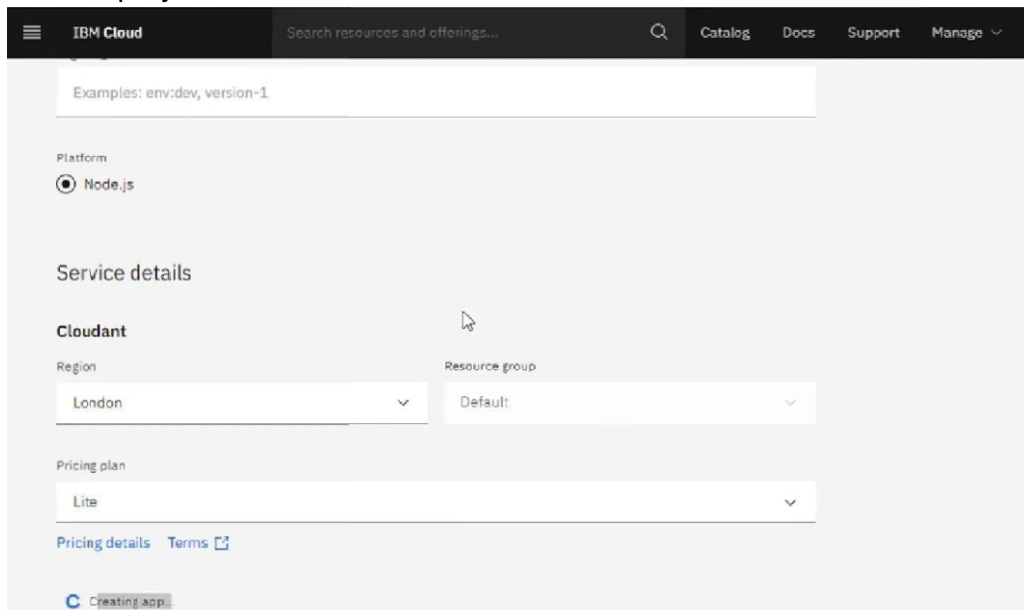 IBM Cloud Search resources and offerings... Catalog Docs Support Manage
Examples: env:dev, version-1
Platform
Node.js
Service details
Cloudant
Region Resource group
London Default
Pricing plan
Lite
Pricing details Terms
Creating app..